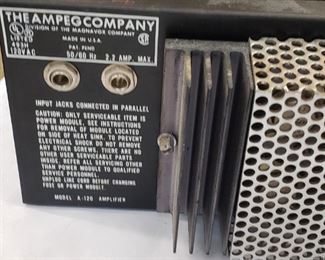 THE AMPEG COMPANY
DIVISION OF THE MAGNAVOX COMPANY
UL
LISTED
493H
120VAC
MADE IN U.S.A.
PAT. PEND
50/60 Hz 2.2 AMP. MAX.
INPUT JACKS CONNECTED IN PARALLEL
CAUTION: ONLY SERVICEABLE ITEM IS
POWER MODULE. SEE INSTRUCTIONS
FOR REMOVAL OF MODULE LOCATED
ON SIDE OF HEAT SINK. TO PREVENT
ELECTRICAL SHOCK DO NOT REMOVE
ANY OTHER SCREWS. THERE ARE NO
OTHER USER SERVICEABLE PARTS
INSIDE. REFER ALL SERVICING OTHER
THAN POWER MODULE TO QUALIFIED
SERVICE PERSONNEL.
UNPLUG LINE CORD BEFORE CHANGING
FUSE OR POWER MODULE
MODEL A-120 AMPLIFIER